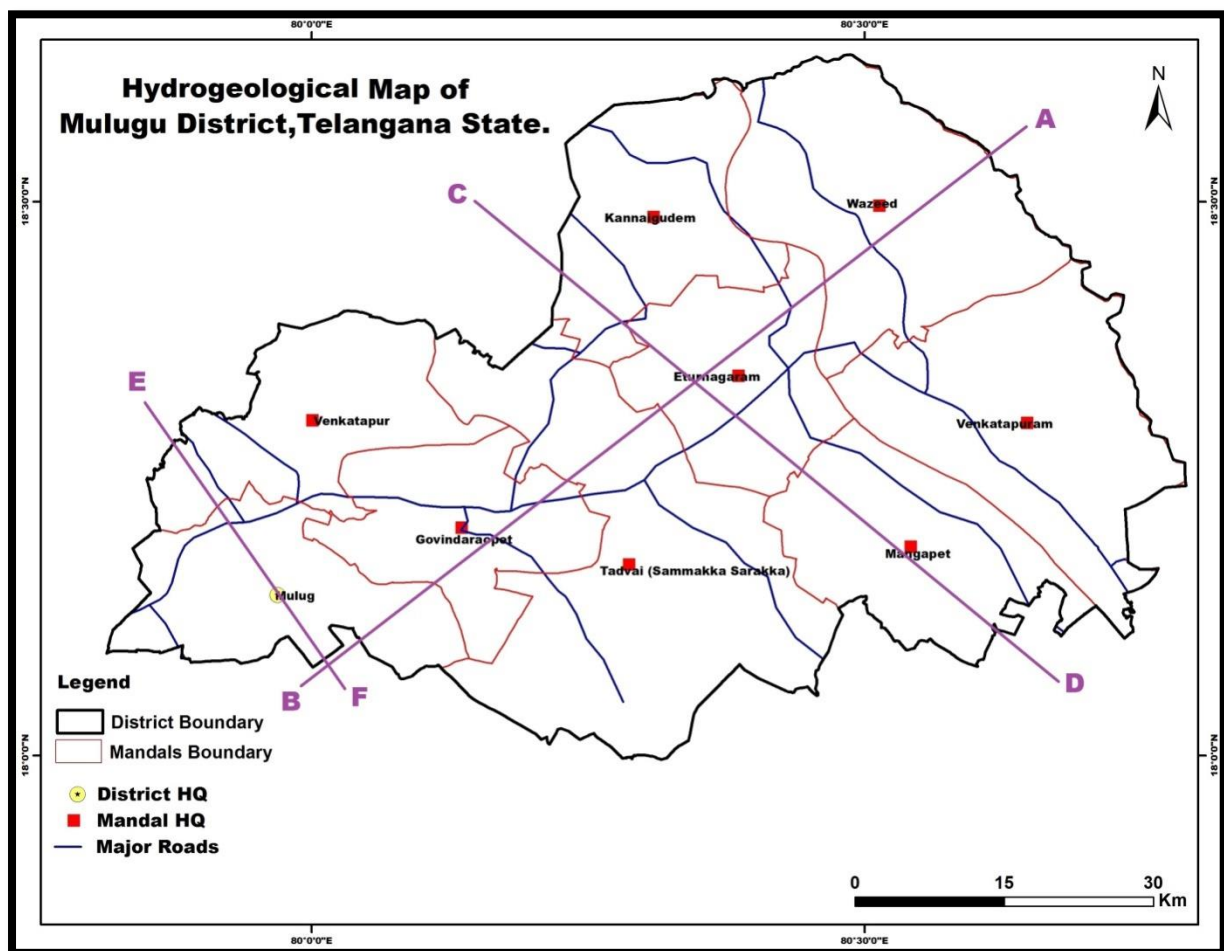 80°0'0"E
80°30'0"E
Hydrogeological Map of
Mulugu District,Telangana State.
N
A
C
18°30'0"N
18°30'0"N
Kannaigudem
Wazeed
E
Eturnagaram
Venkatapur
Venkatapuram
Govindaraopet
Mangapet
Tadvai (Sammakka Sarakka)
Mulug
B
F
D
Legend
District Boundary
Mandals Boundary
District HQ
Mandal HQ
Major Roads
18°0'0"N
18°0'0"N
0
15
30
Km
80°0'0"E
80°30'0"E